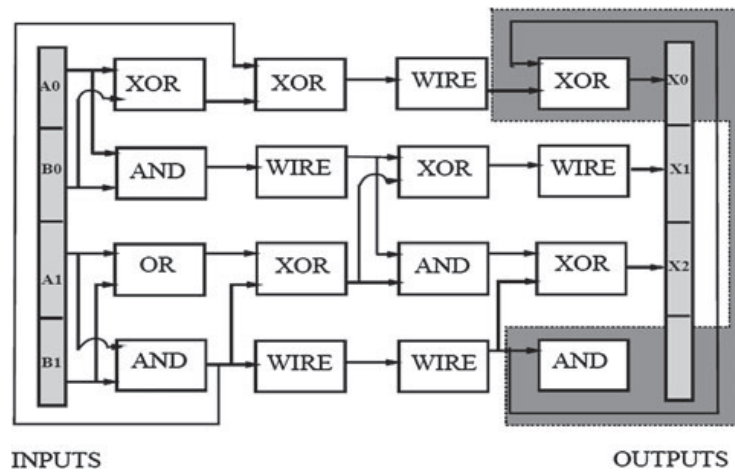 A0 XOR XOR WIRE XOR X0
B0 AND WIRE XOR WIRE X1
A1 OR XOR AND XOR X2
B1 AND WIRE WIRE AND
INPUTS OUTPUTS